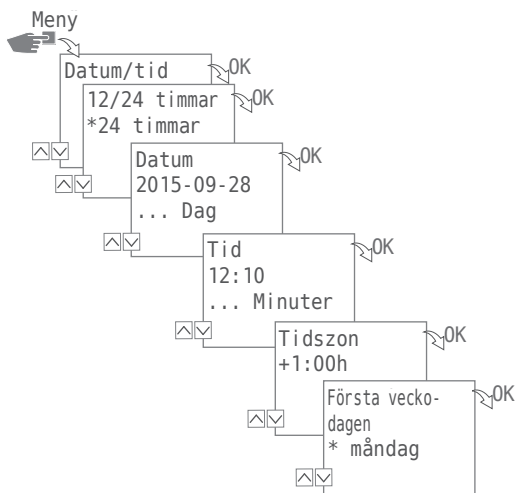 Meny
Datum/tid
OK
12/24 timmar
*24 timmar
OK
Datum
2015-09-28
... Dag
OK
Tid
12:10
... Minuter
OK
Tidszon
+1:00h
OK
Första vecko-
dagen
* måndag
OK